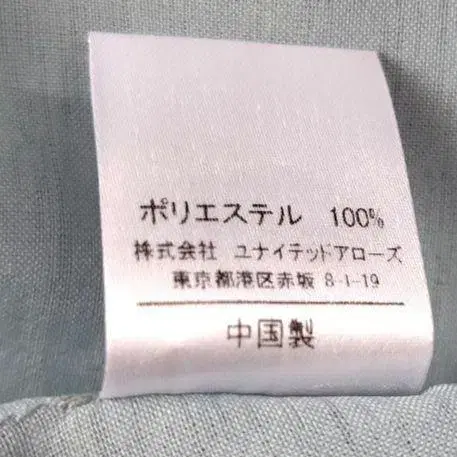 ポリエステル 100%
株式会社 ユナイテッドアローズ
東京都港区赤坂 8-1-19
中国製